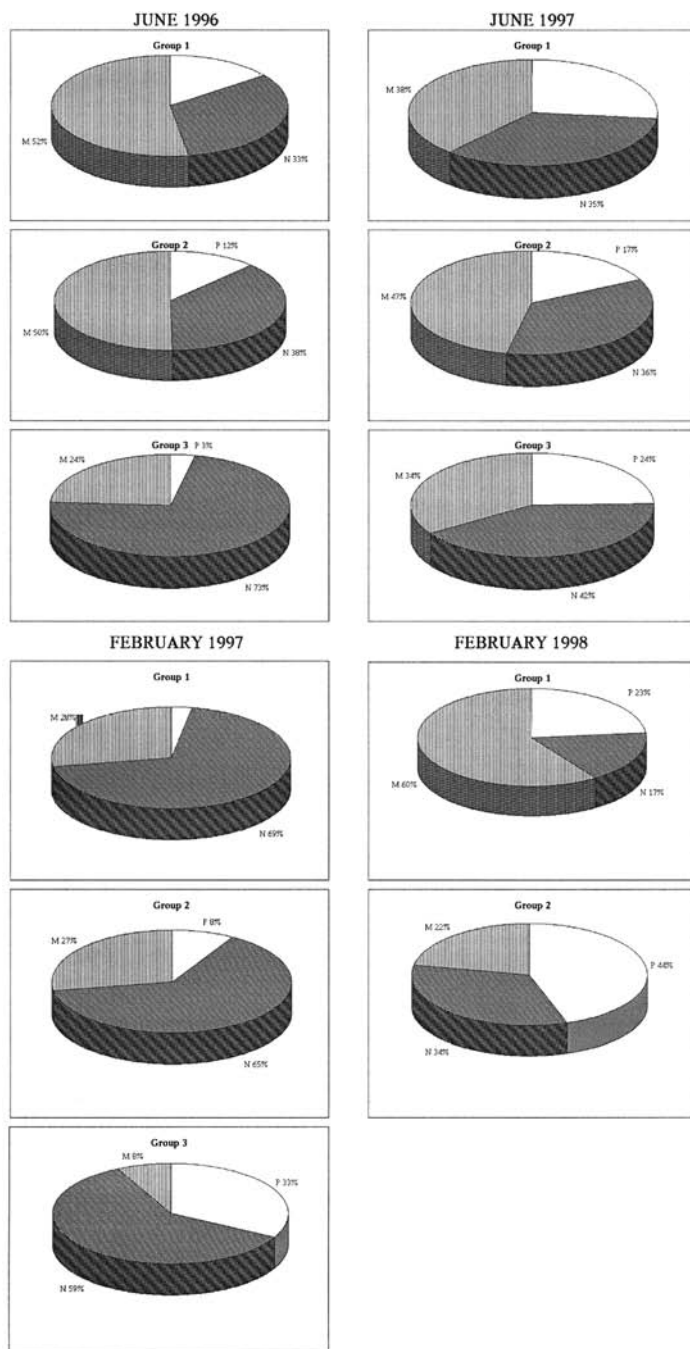 JUNE 1996
Group 1
M 52%
N 33%
Group 2
P 12%
M 50%
N 38%
Group 3
M 24%
P 3%
N 73%
JUNE 1997
Group 1
M 38%
N 35%
Group 2
P 17%
M 47%
N 36%
Group 3
M 34%
P 24%
N 42%
FEBRUARY 1997
Group 1
M 28%
N 69%
Group 2
M 27%
P 8%
N 65%
Group 3
M 8%
P 33%
N 59%
FEBRUARY 1998
Group 1
P 23%
M 60%
N 17%
Group 2
M 22%
P 44%
N 34%